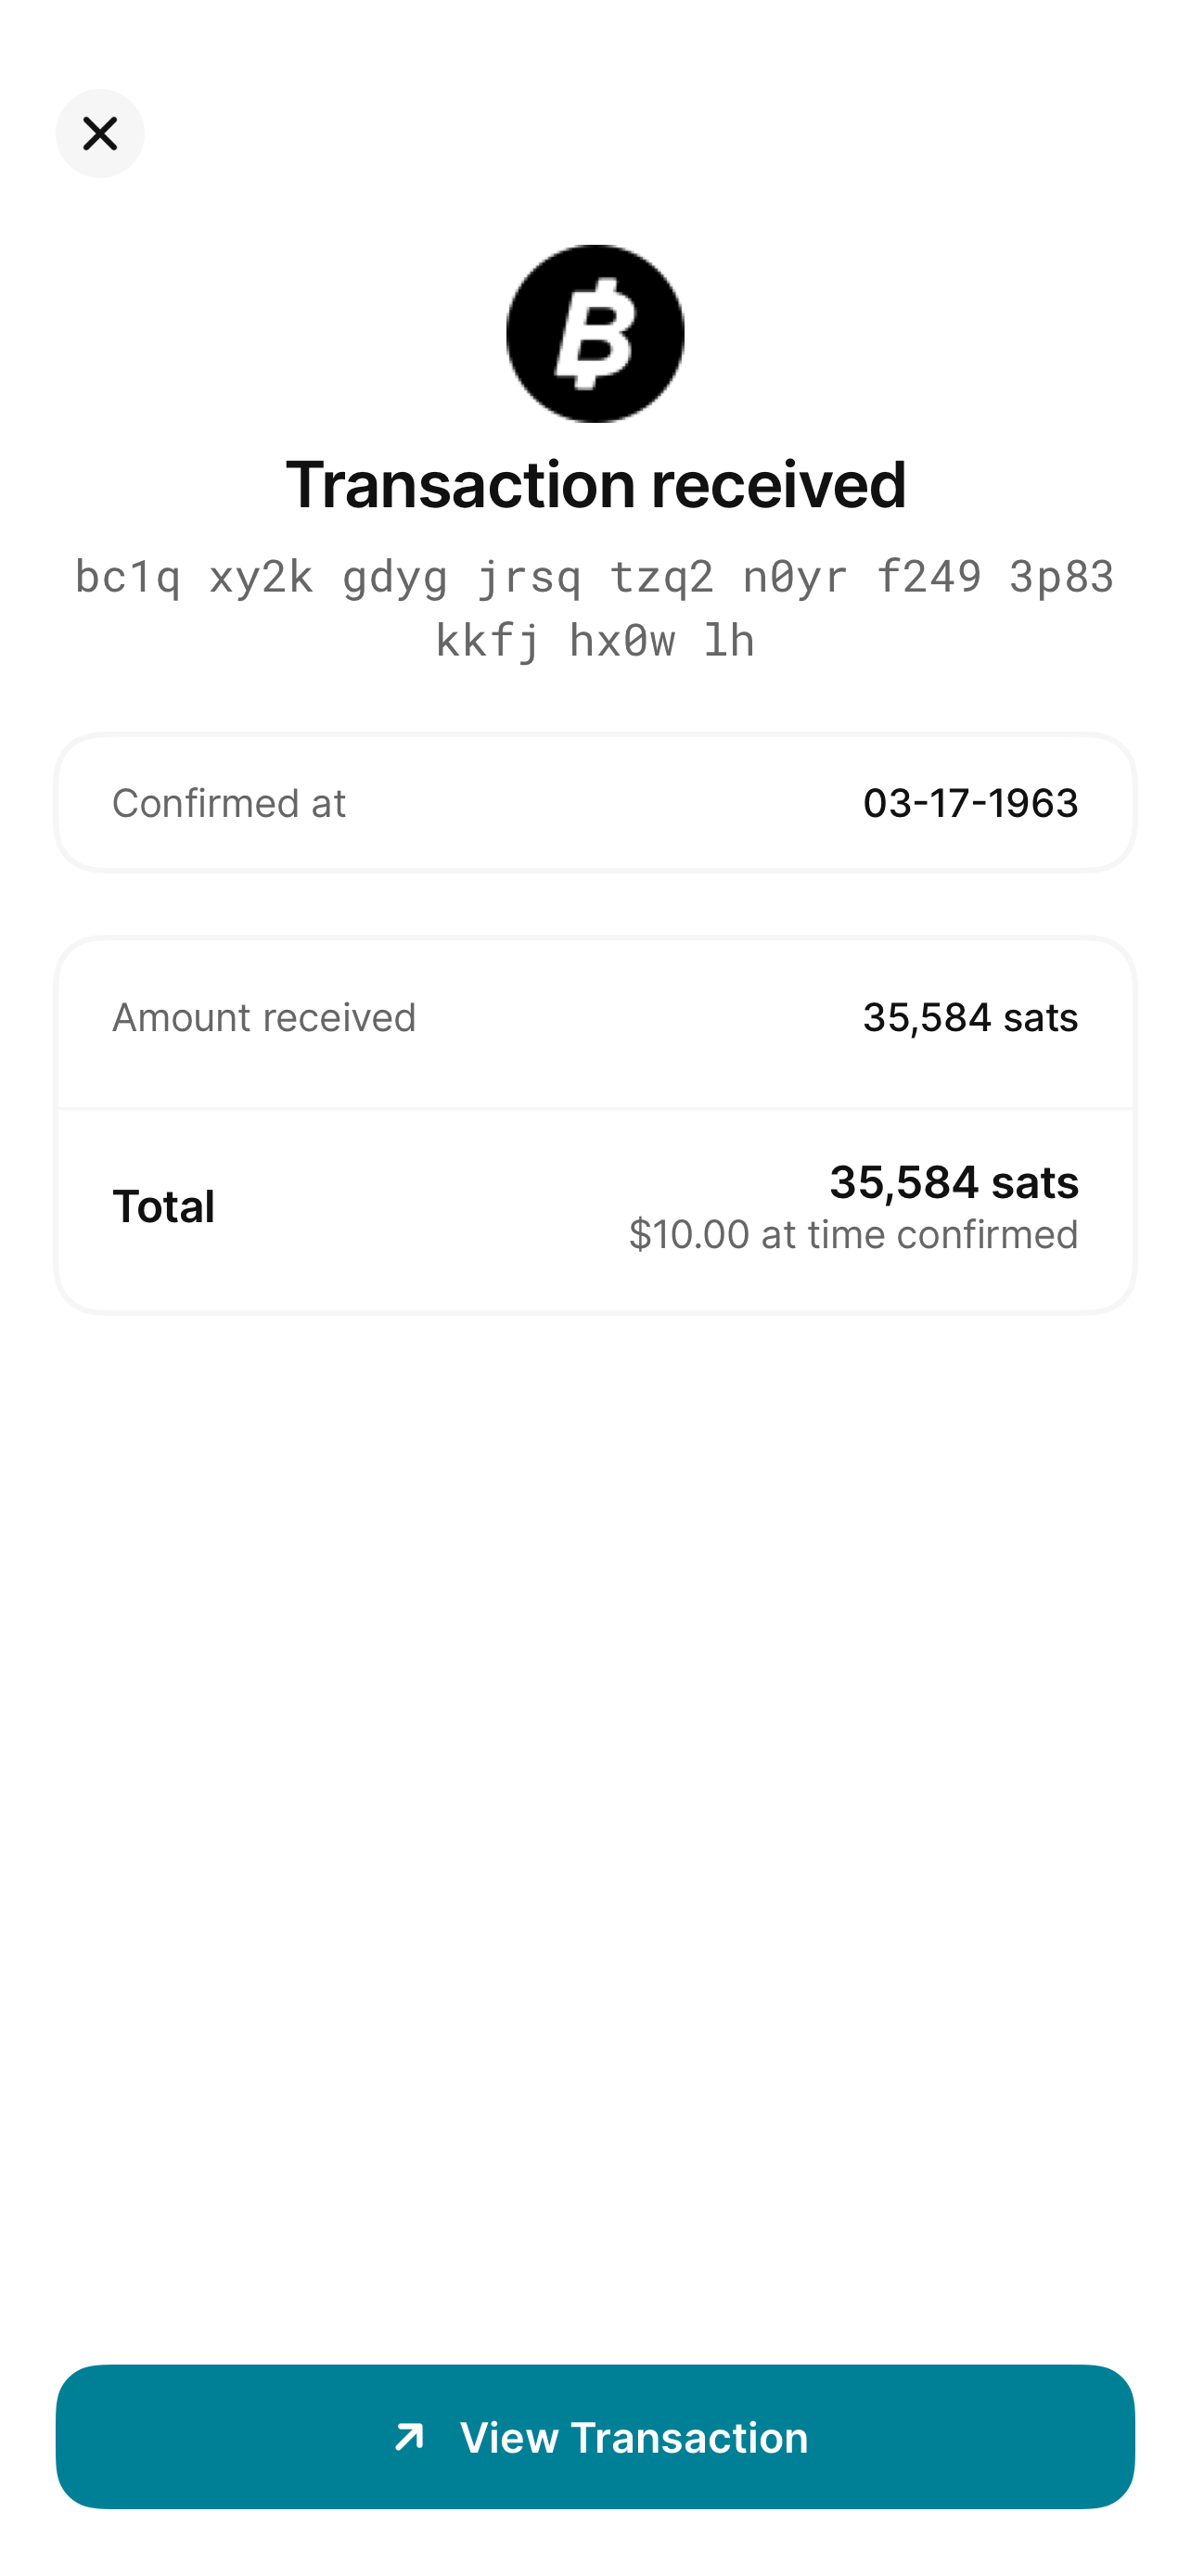 Transaction received
bc1q xy2k gdyg jrsq tzq2 n0yr f249 3p83
kkfj hx0w lh
Confirmed at 03-17-1963
Amount received 35,584 sats
Total 35,584 sats
$10.00 at time confirmed
View Transaction